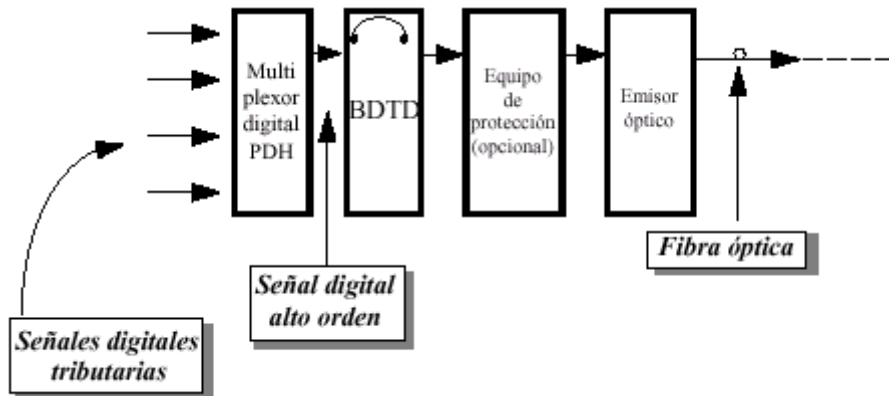 Multi
plexor
digital
PDH
BDTD
Equipo
de
protección
(opcional)
Emisor
óptico
Fibra óptica
Señal digital
alto orden
Señales digitales
tributarias